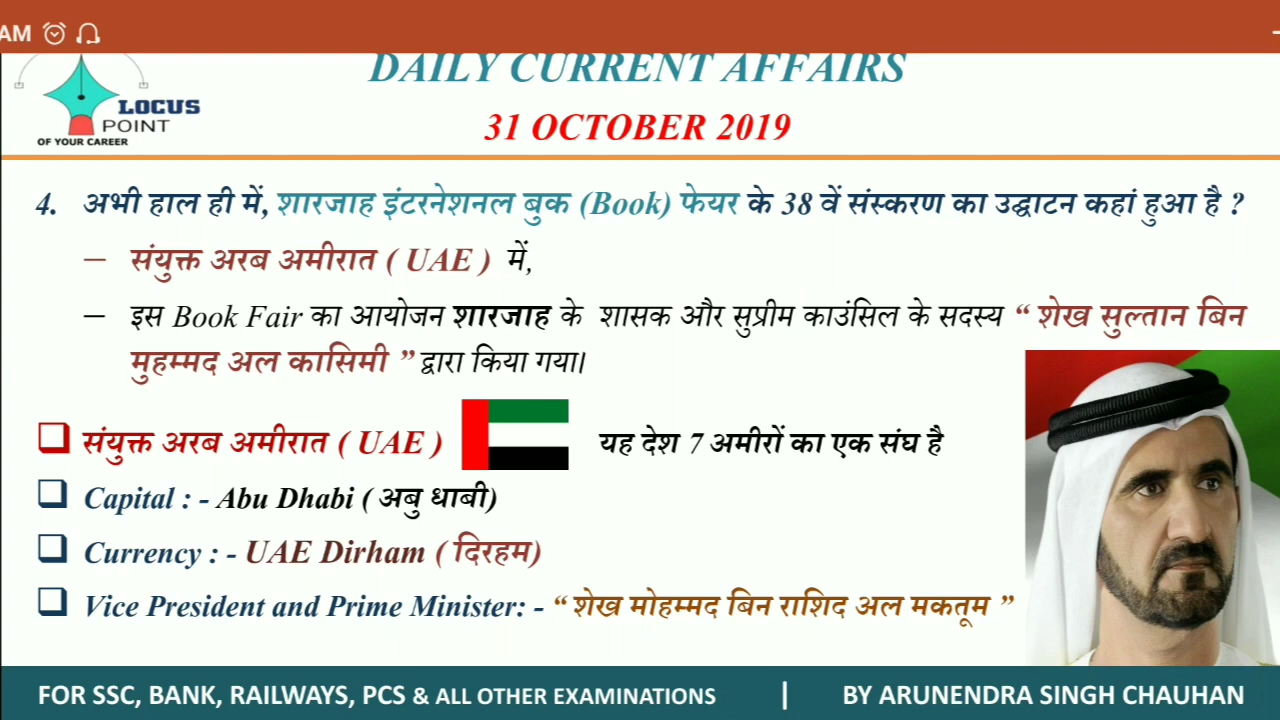 AM
DAILY CURRENT AFFAIRS
LOCUS
POINT
OF YOUR CAREER
31 OCTOBER 2019
4. अभी हाल ही में, शारजाह इंटरनेशनल बुक (Book) फेयर के 38 वें संस्करण का उद्घाटन कहां हुआ है ?
– संयुक्त अरब अमीरात ( UAE ) में,
– इस Book Fair का आयोजन शारजाह के शासक और सुप्रीम काउंसिल के सदस्य “ शेख सुल्तान बिन
मुहम्मद अल कासिमी ” द्वारा किया गया।
संयुक्त अरब अमीरात ( UAE ) यह देश 7 अमीरों का एक संघ है
Capital : - Abu Dhabi ( अबु धाबी)
Currency : - UAE Dirham ( दिरहम)
Vice President and Prime Minister: - “ शेख मोहम्मद बिन राशिद अल मकतूम ”
FOR SSC, BANK, RAILWAYS, PCS & ALL OTHER EXAMINATIONS | BY ARUNENDRA SINGH CHAUHAN